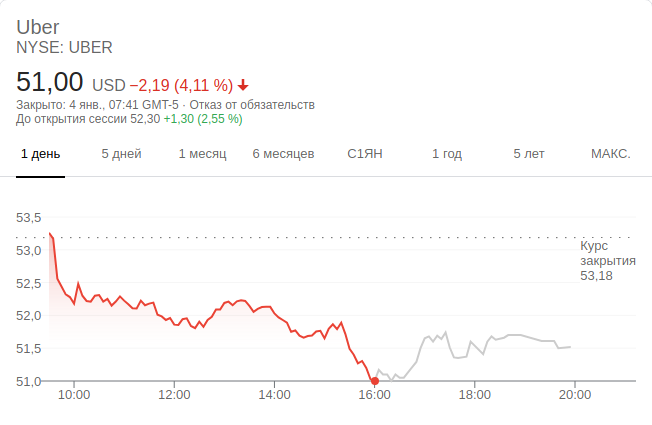 Uber
NYSE: UBER
51,00 USD −2,19 (4,11 %)
Закрыто: 4 янв., 07:41 GMT-5 · Отказ от обязательств
До открытия сессии 52,30 +1,30 (2,55 %)
1 день 5 дней 1 месяц 6 месяцев С1ЯН 1 год 5 лет МАКС.
53,5
Курс
закрытия
53,18
53,0
52,5
52,0
51,5
51,0
10:00 12:00 14:00 16:00 18:00 20:00